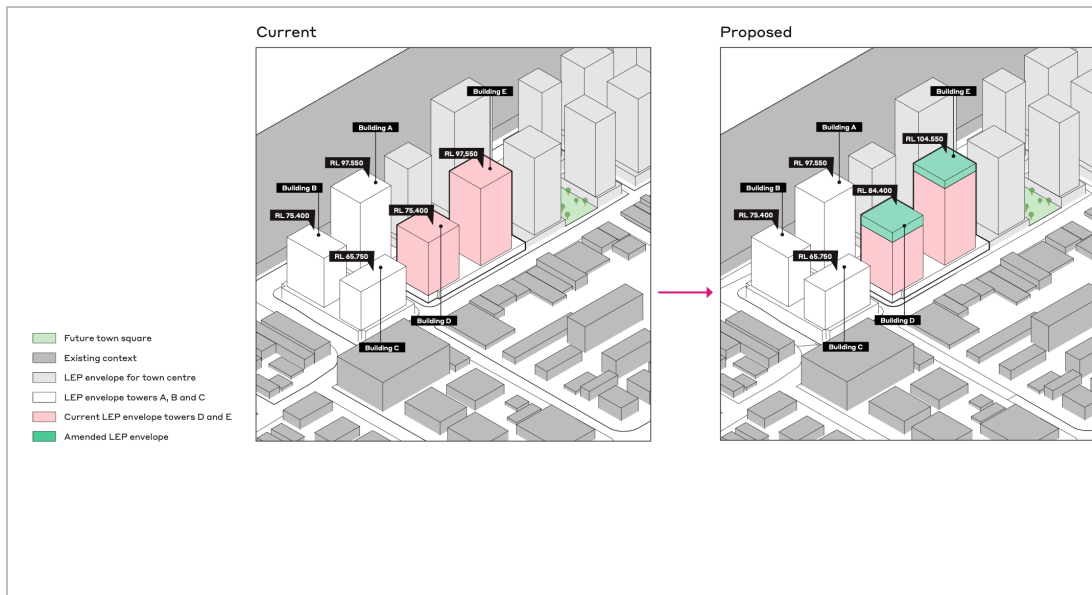 Current
Building E
Building A
RL 97,550
RL 97.550
Building B
RL 75.400
RL 75.400
RL 65.750
Building D
Building C
Proposed
Building E
Building A
RL 104.550
RL 97.550
Building B
RL 84.400
RL 75.400
RL 65.750
Building D
Building C
Future town square
Existing context
LEP envelope for town centre
LEP envelope towers A, B and C
Current LEP envelope towers D and E
Amended LEP envelope